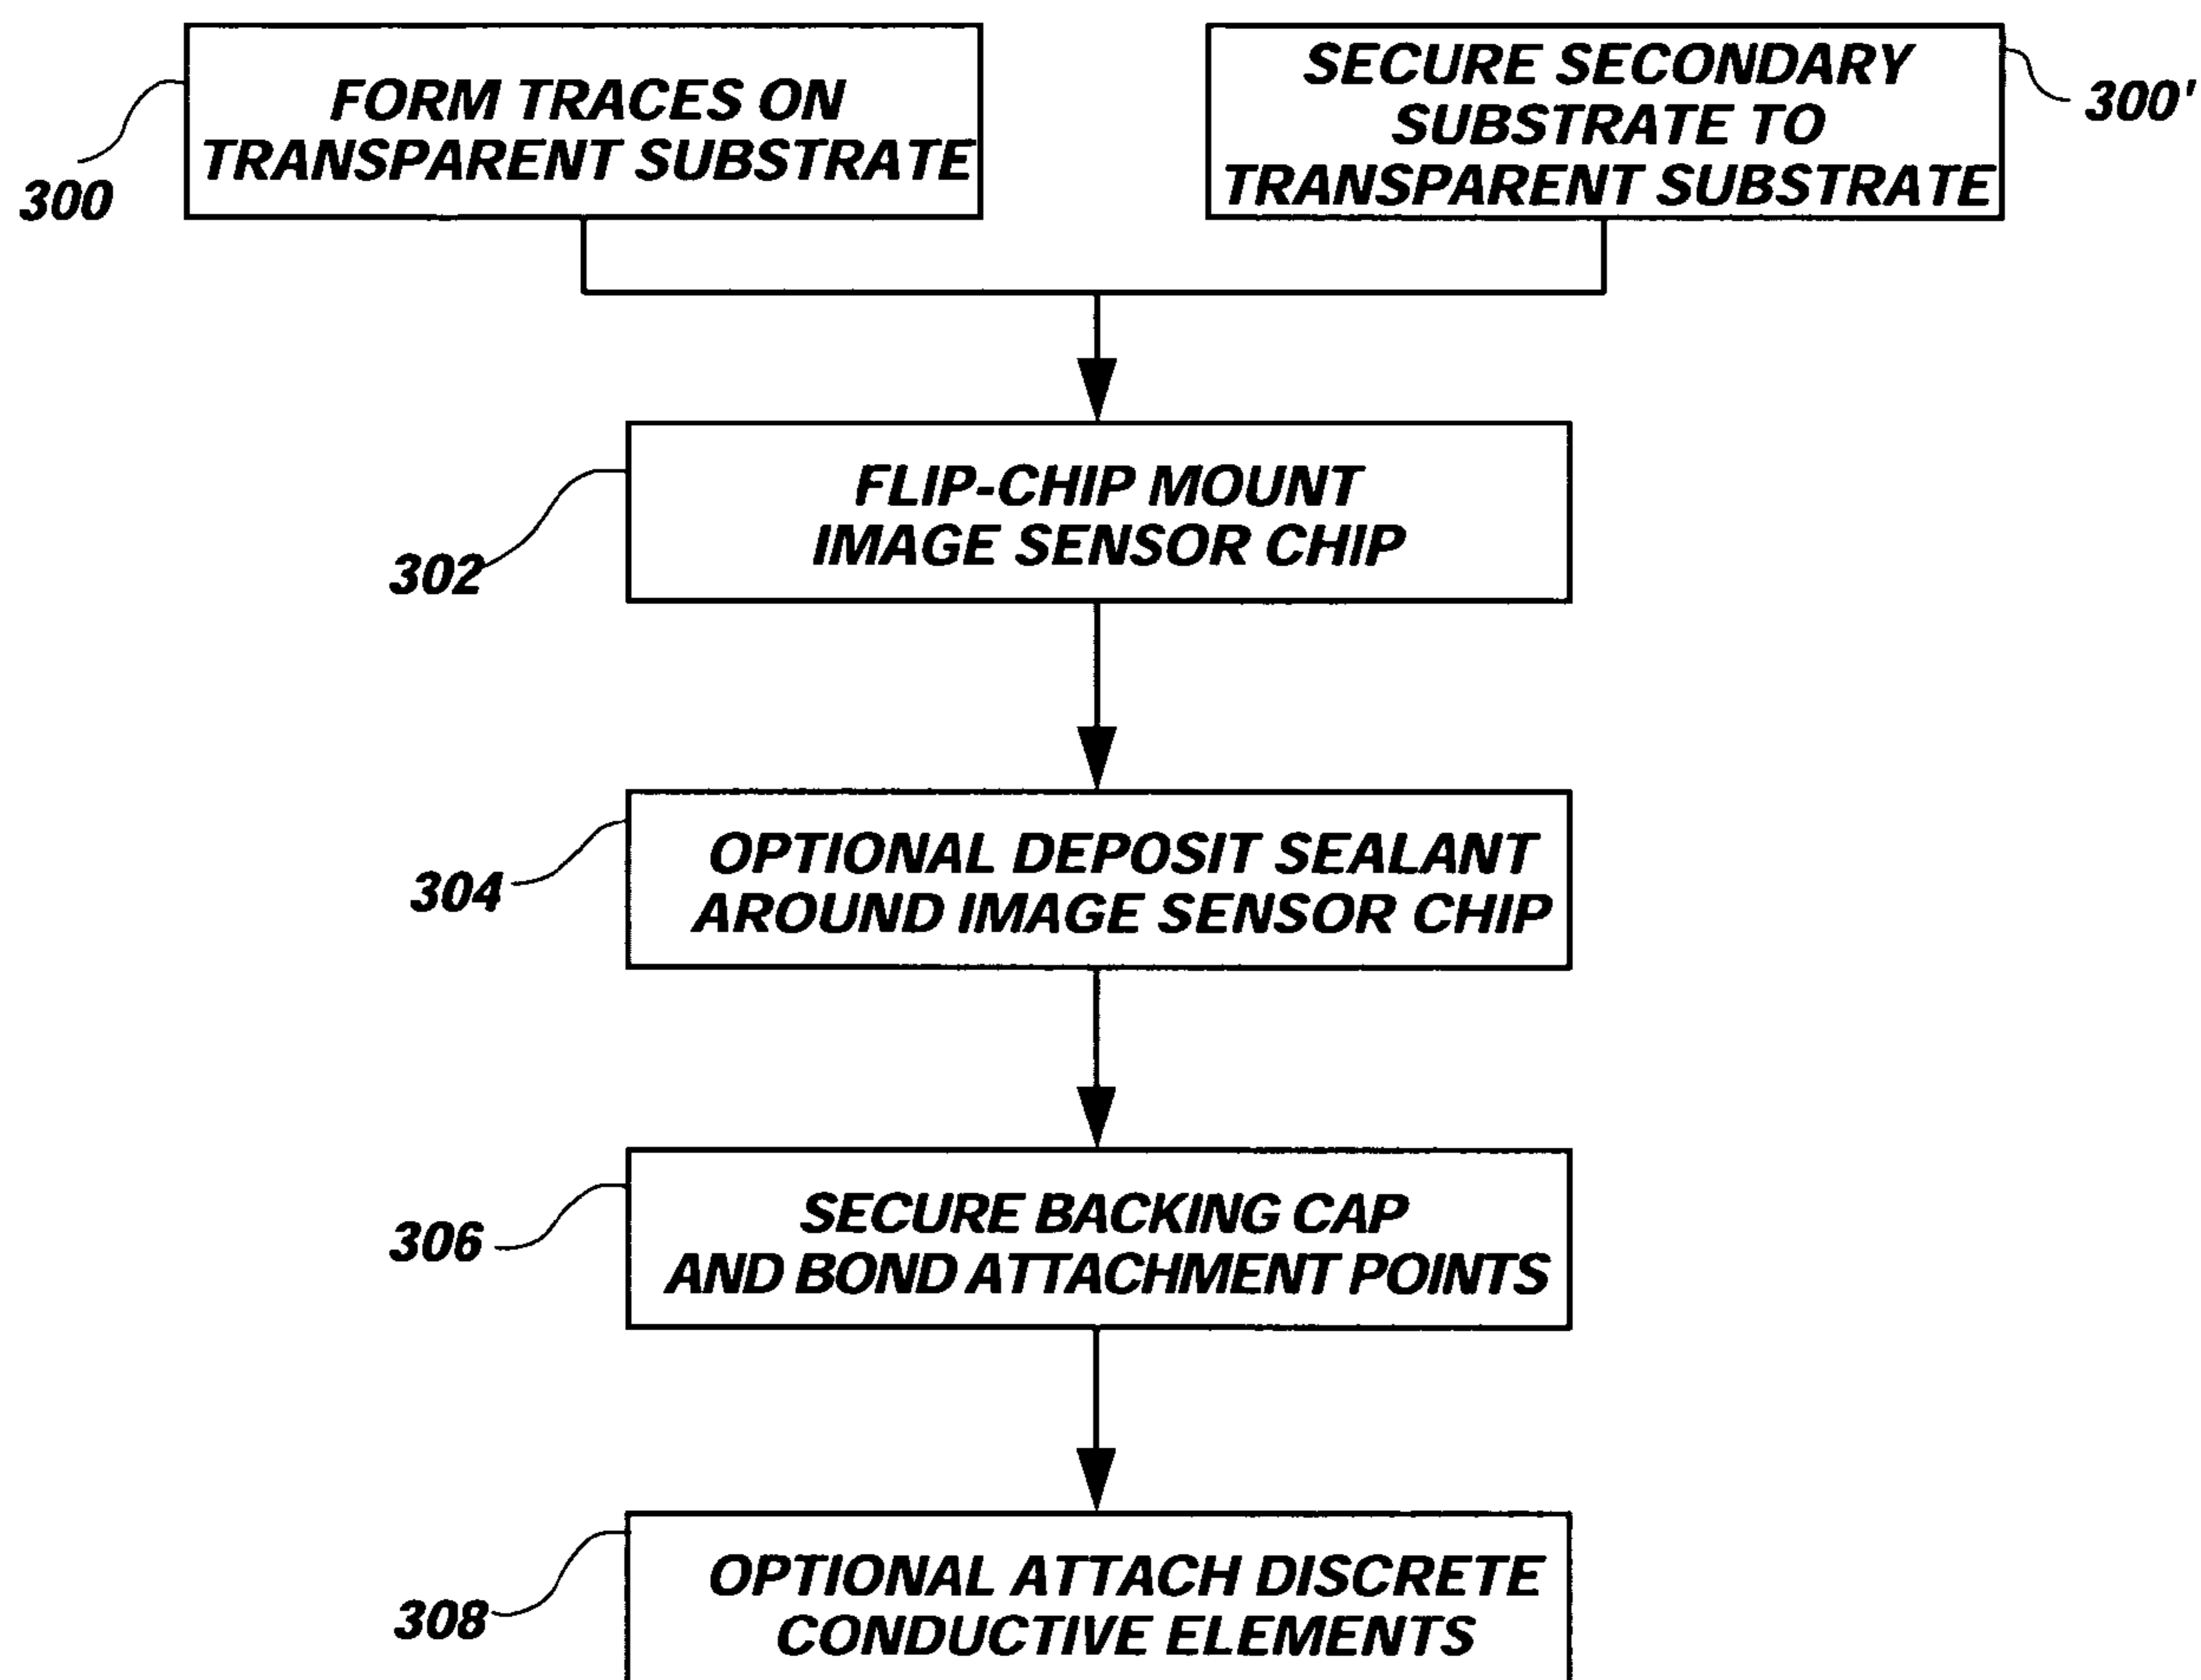 FORM TRACES ON
TRANSPARENT SUBSTRATE
300
SECURE SECONDARY
SUBSTRATE TO
TRANSPARENT SUBSTRATE
300'
FLIP-CHIP MOUNT
IMAGE SENSOR CHIP
302
OPTIONAL DEPOSIT SEALANT
AROUND IMAGE SENSOR CHIP
304
SECURE BACKING CAP
AND BOND ATTACHMENT POINTS
306
OPTIONAL ATTACH DISCRETE
CONDUCTIVE ELEMENTS
308